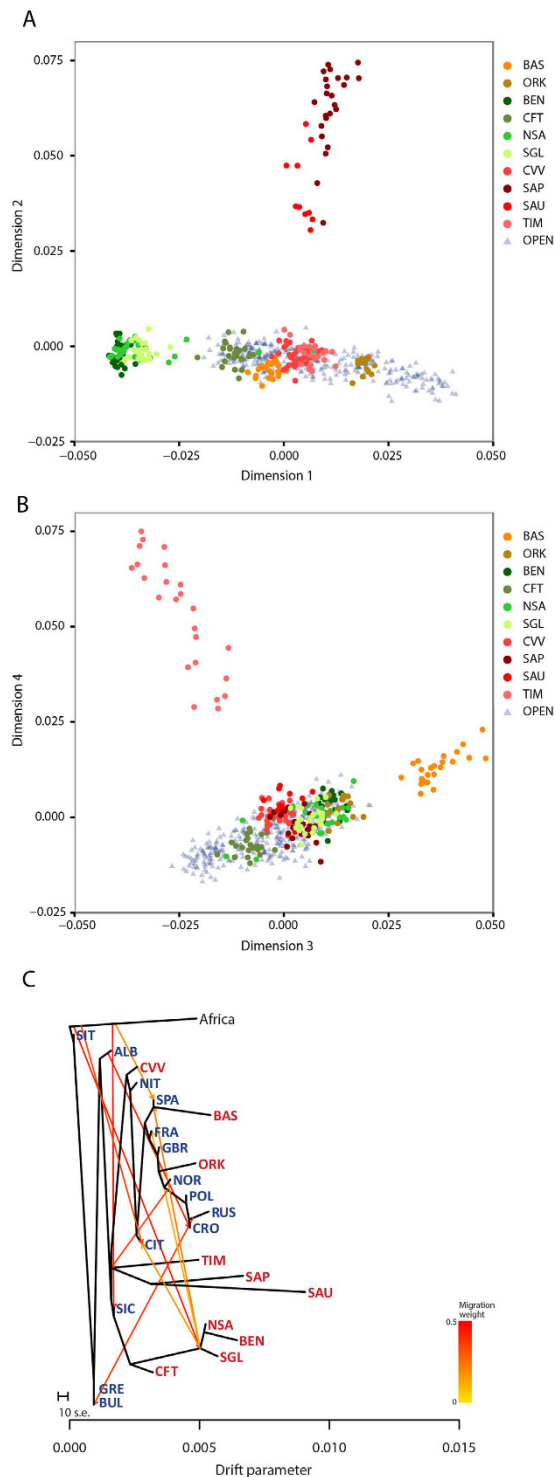 A
0.075
0.050
0.025
0.000
−0.025
Dimension 2
−0.050
−0.025
0.000
0.025
0.050
Dimension 1
BAS
ORK
BEN
CFT
NSA
SGL
CVV
SAP
SAU
TIM
OPEN
B
0.075
0.050
0.025
0.000
−0.025
Dimension 4
−0.050
−0.025
0.000
0.025
0.050
Dimension 3
BAS
ORK
BEN
CFT
NSA
SGL
CVV
SAP
SAU
TIM
OPEN
C
Africa
SIT
ALB
CVV
NIT
SPA
BAS
FRA
GBR
ORK
NOR
POL
RUS
CRO
CIT
TIM
SAP
SAU
SIC
NSA
BEN
SGL
CFT
GRE
BUL
Migration
weight
0.5
0
10 s.e.
0.000
0.005
0.010
0.015
Drift parameter